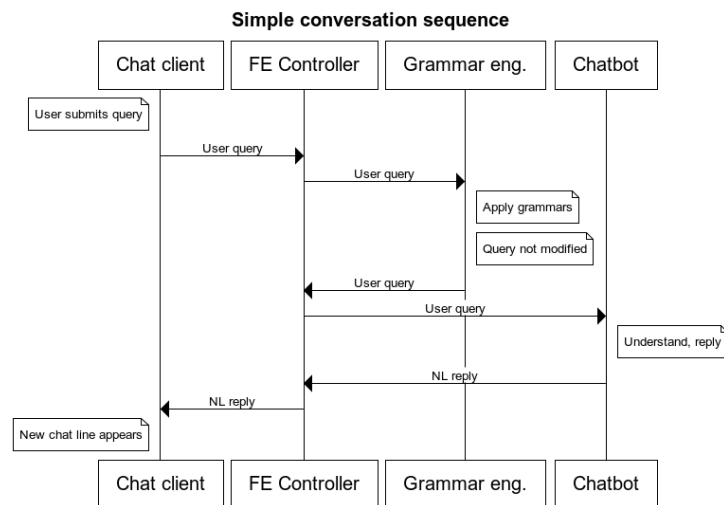 Simple conversation sequence
Chat client FE Controller Grammar eng. Chatbot
User submits query
User query
User query
Apply grammars
Query not modified
User query
User query
Understand, reply
NL reply
NL reply
New chat line appears
Chat client FE Controller Grammar eng. Chatbot